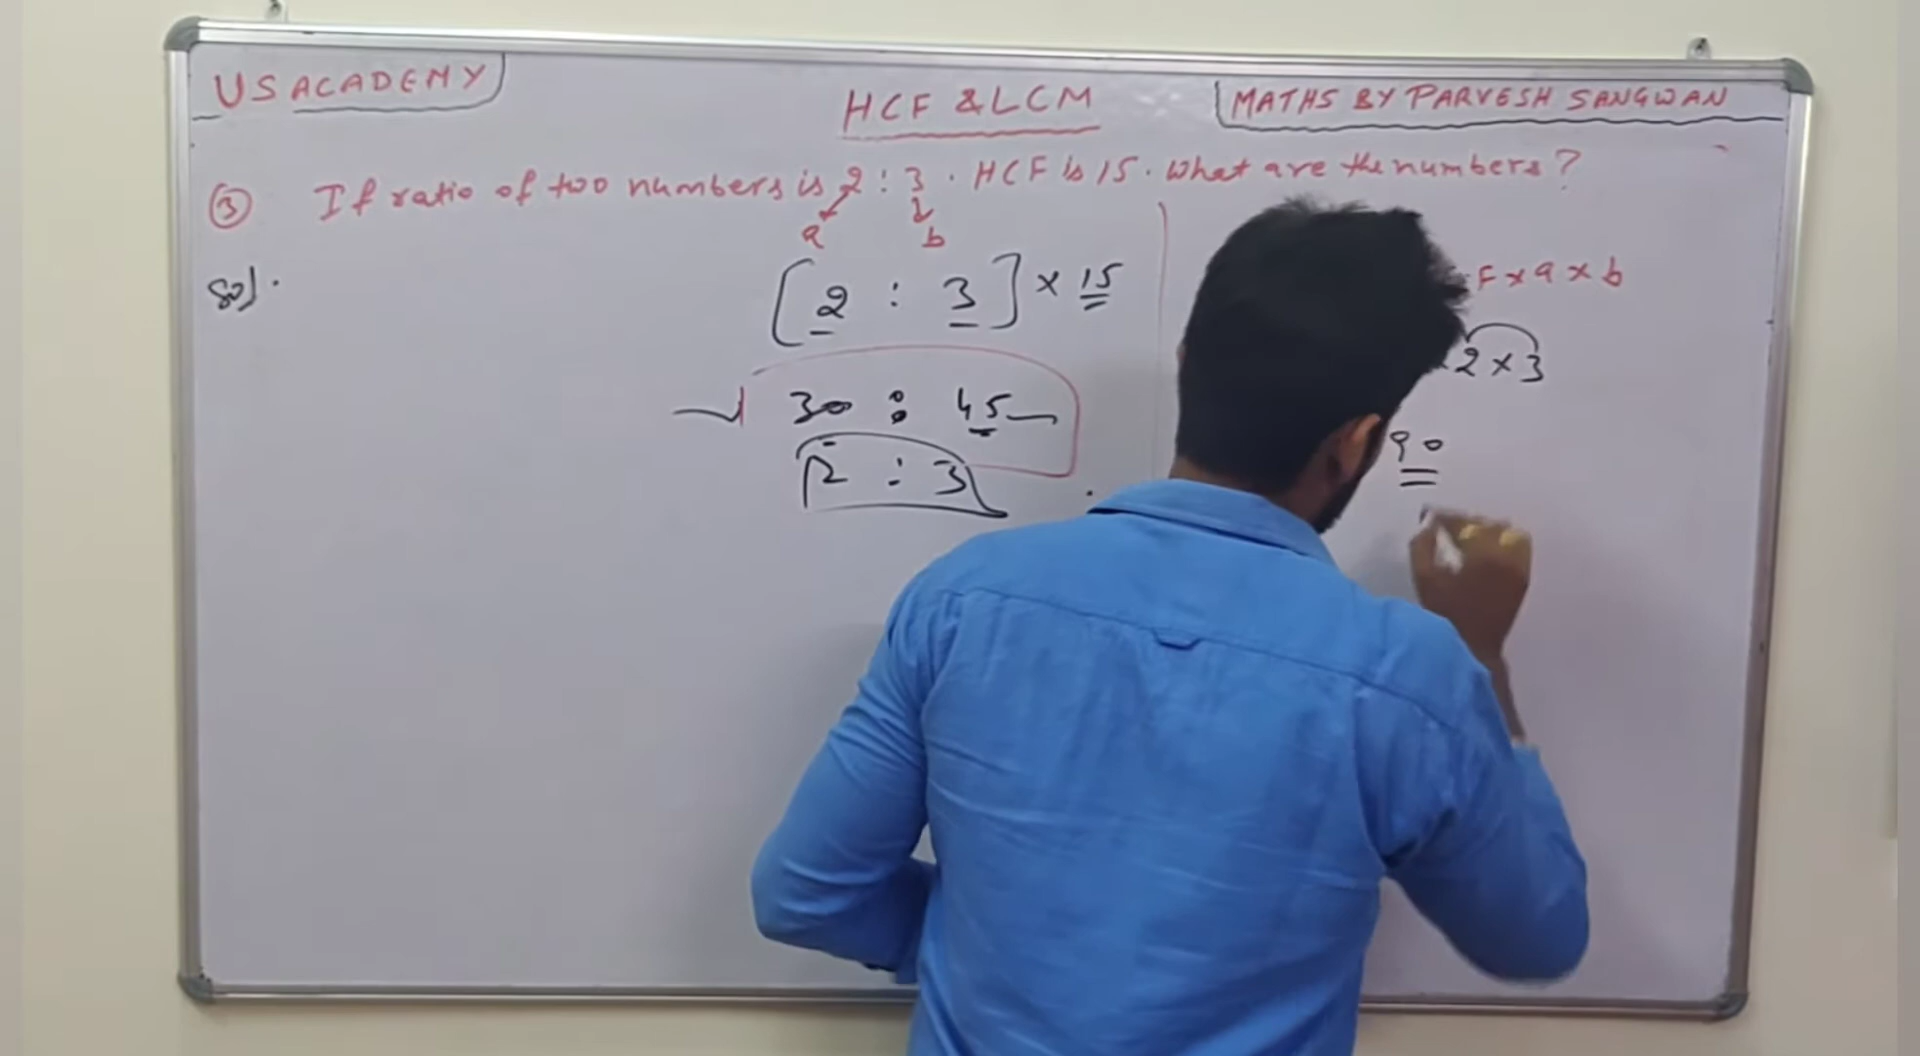 US ACADEMY
HCF & LCM
MATHS BY PARVESH SANGWAN
③ If ratio of two numbers is 2 : 3 . HCF is 15 . What are the numbers ?
a b
Sol.
[ 2 : 3 ] × 15
30 : 45
2 : 3
F × a × b
2 × 3
90